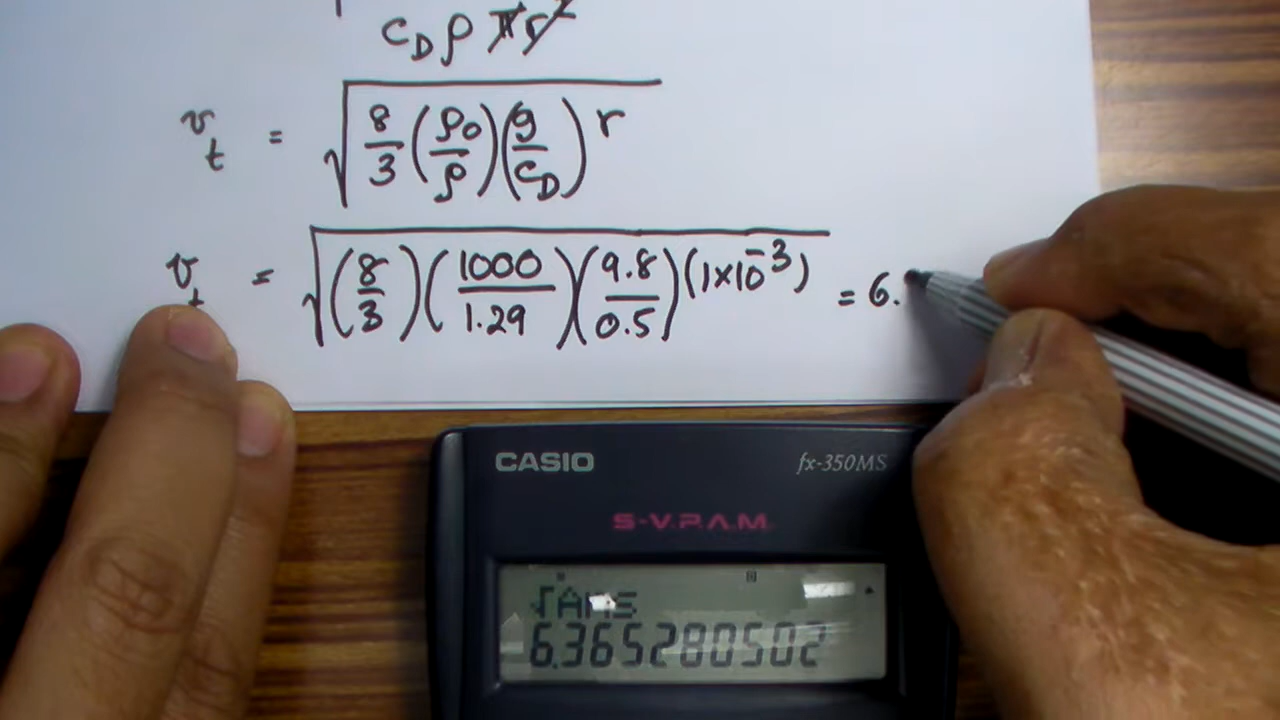 C_D ρ πr²
v_t = √(8/3 (ρ₀/ρ)(g/C_D) r)
v_t = √((8/3)(1000/1.29)(9.8/0.5)(1×10⁻³)) = 6.
CASIO fx-350MS
S-V.P.A.M.
√Ans
6.365280502